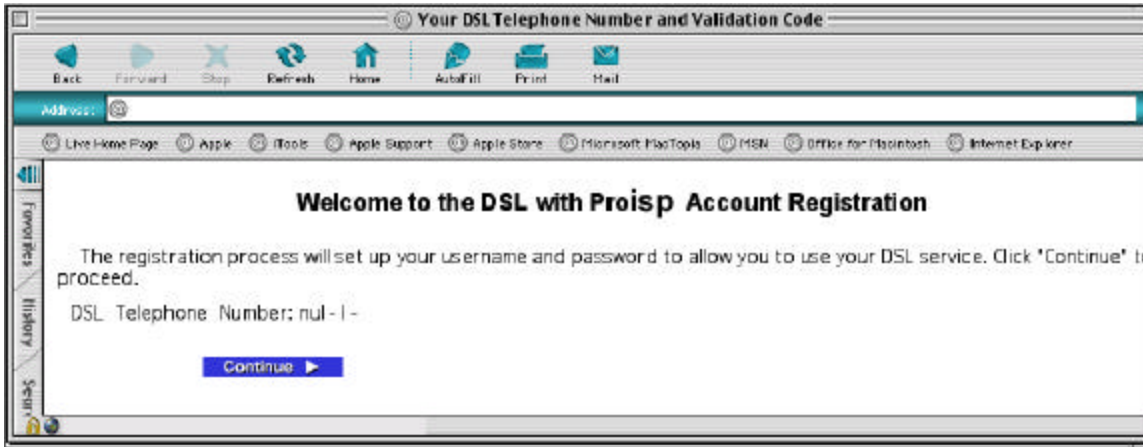 Your DSL Telephone Number and Validation Code
Back Forward Stop Refresh Home AutoFill Print Mail
Address:
Live Home Page Apple iTools Apple Support Apple Store Microsoft MacTopia MSN Office for Macintosh Internet Explorer
Favorites
History
Welcome to the DSL with Proisp Account Registration
The registration process will set up your username and password to allow you to use your DSL service. Click "Continue" t
proceed.
DSL Telephone Number: nul-l-
Continue